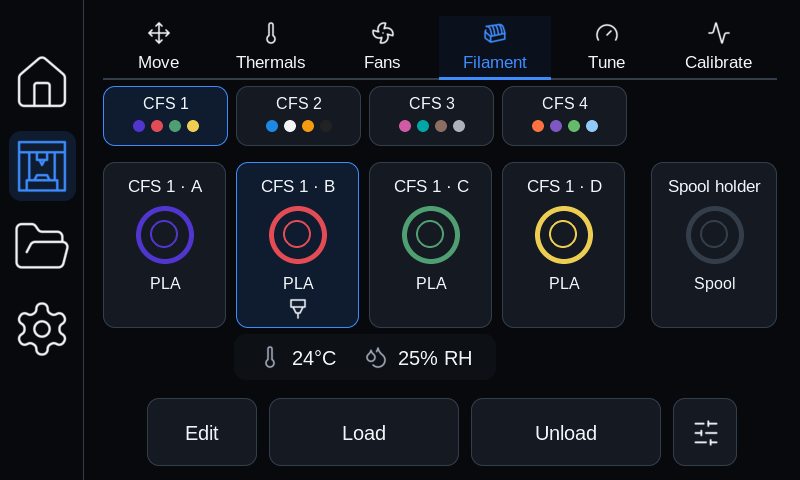 Move
Thermals
Fans
Filament
Tune
Calibrate
CFS 1
CFS 2
CFS 3
CFS 4
CFS 1 · A
CFS 1 · B
CFS 1 · C
CFS 1 · D
Spool holder
PLA
PLA
PLA
PLA
Spool
24°C
25% RH
Edit
Load
Unload